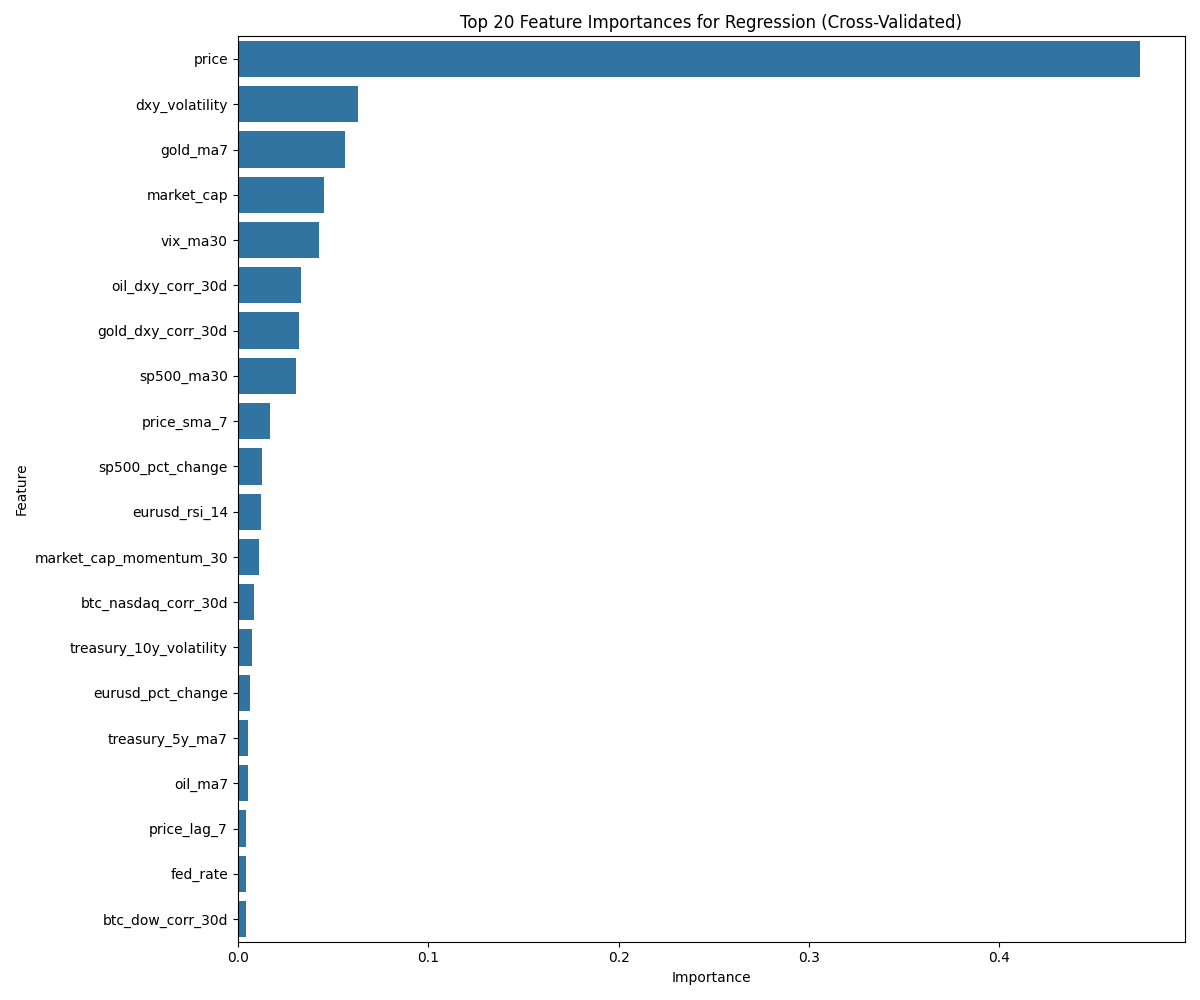 Top 20 Feature Importances for Regression (Cross-Validated)
price
dxy_volatility
gold_ma7
market_cap
vix_ma30
oil_dxy_corr_30d
gold_dxy_corr_30d
sp500_ma30
price_sma_7
sp500_pct_change
eurusd_rsi_14
market_cap_momentum_30
btc_nasdaq_corr_30d
treasury_10y_volatility
eurusd_pct_change
treasury_5y_ma7
oil_ma7
price_lag_7
fed_rate
btc_dow_corr_30d
Feature
0.0 0.1 0.2 0.3 0.4
Importance